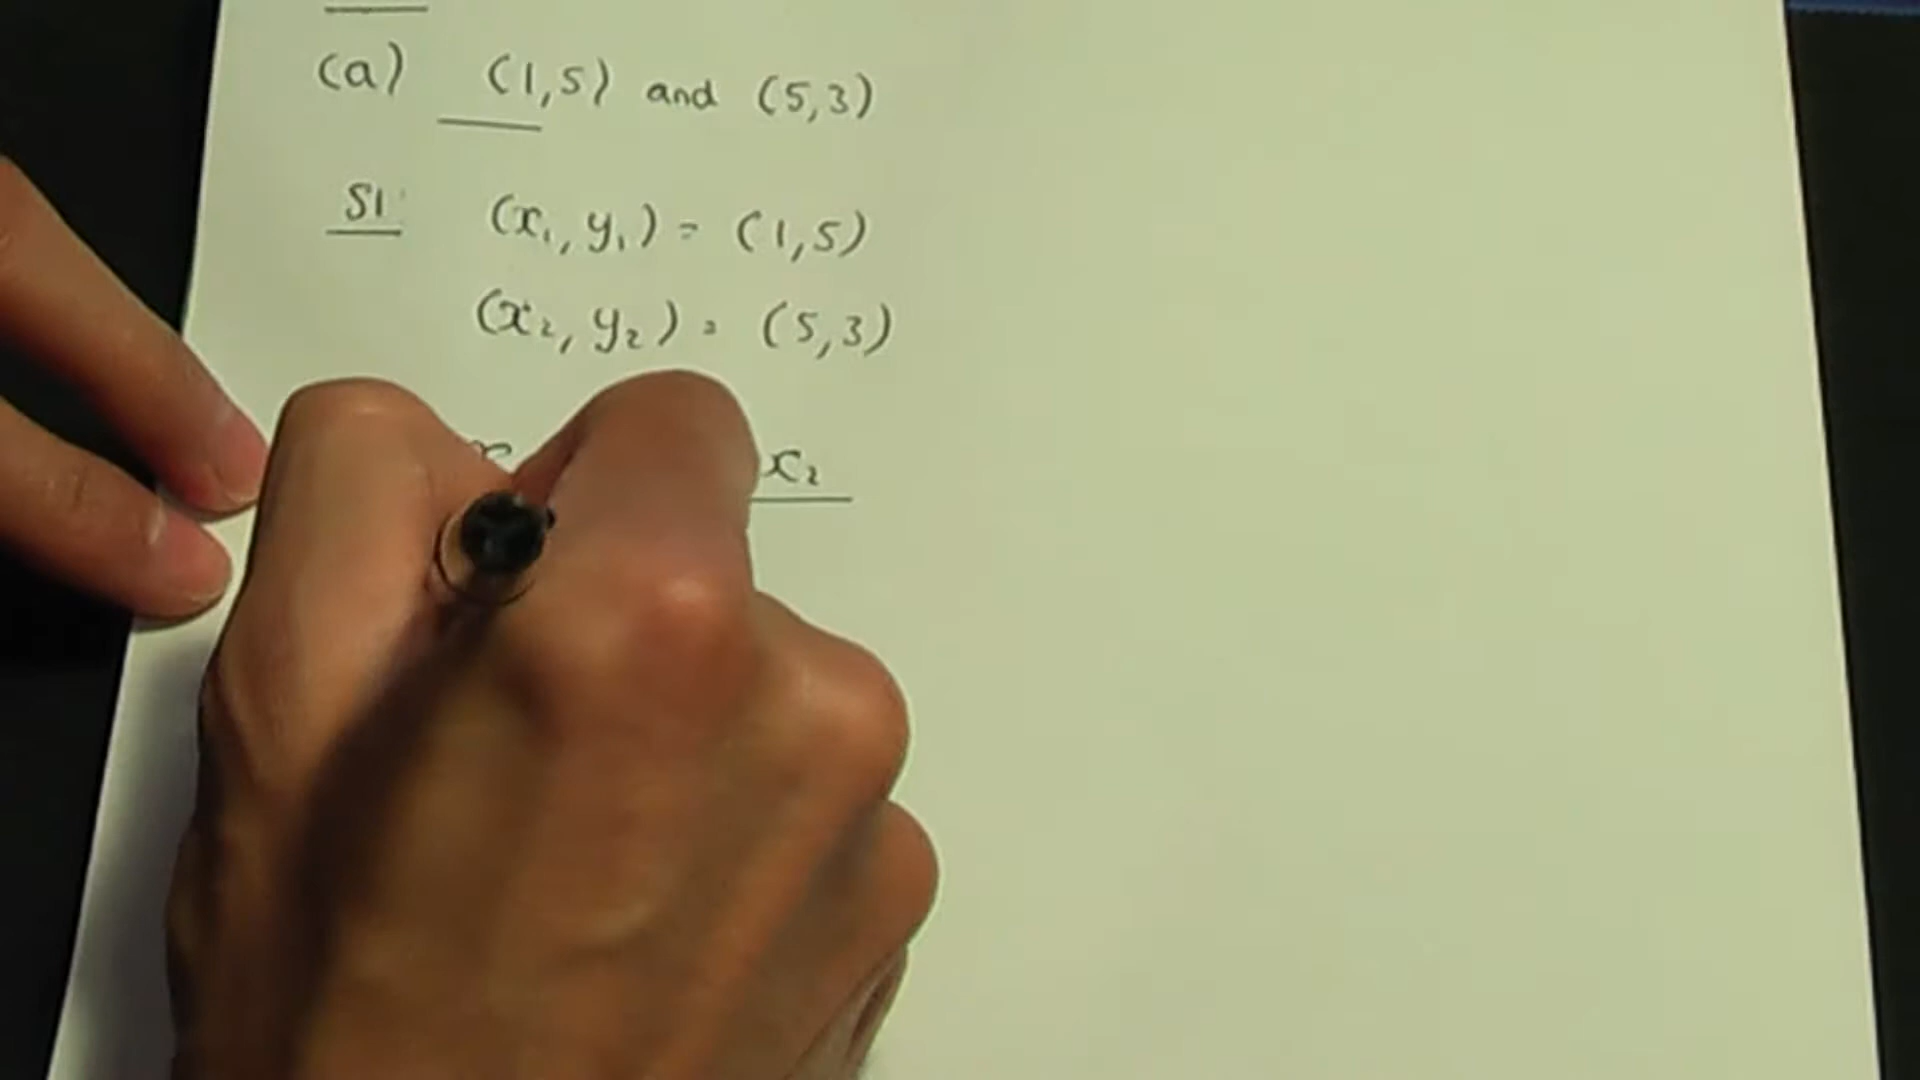 (a) (1,5) and (5,3)
S1: (x₁, y₁) = (1,5)
(x₂, y₂) = (5,3)
x x₂